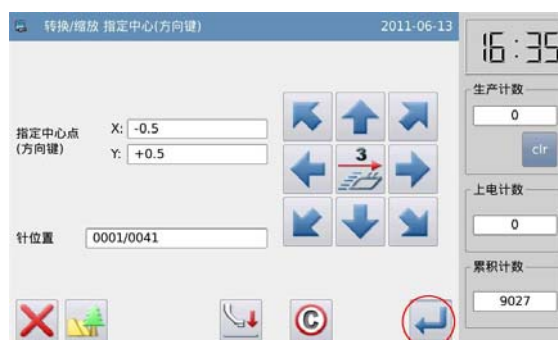 转换/缩放 指定中心(方向键) 2011-06-13
16:35
生产计数
0
clr
指定中心点
(方向键)
X: -0.5
Y: +0.5
3
上电计数
0
针位置 0001/0041
累积计数
9027
C